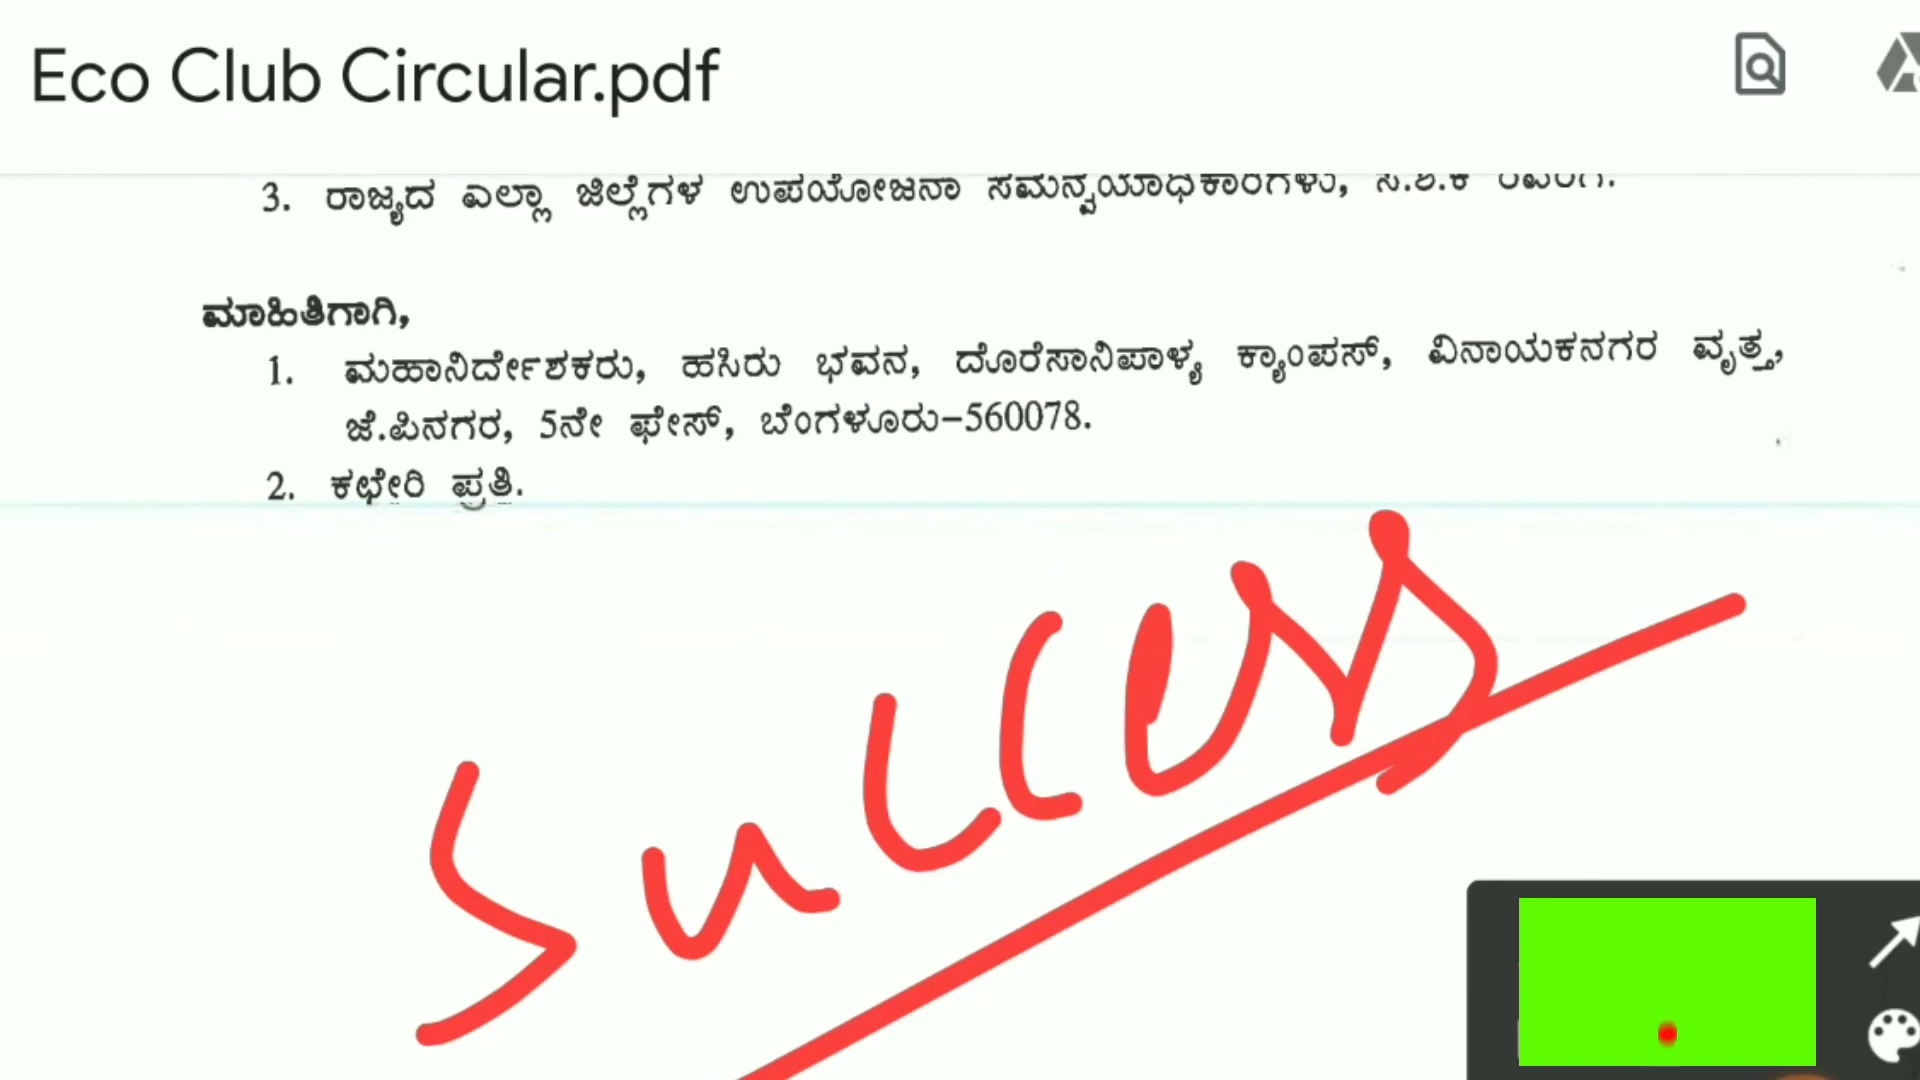 Eco Club Circular.pdf
3. ರಾಜ್ಯದ ಎಲ್ಲಾ ಜಿಲ್ಲೆಗಳ ಉಪಯೋಜನಾ ಸಮನ್ವಯಾಧಿಕಾರಿಗಳು,
ಮಾಹಿತಿಗಾಗಿ,
1. ಮಹಾನಿರ್ದೇಶಕರು, ಹಸಿರು ಭವನ, ದೊರೆಸಾನಿಪಾಳ್ಯ ಕ್ಯಾಂಪಸ್, ವಿನಾಯಕನಗರ ವೃತ್ತ,
ಜೆ.ಪಿನಗರ, 5ನೇ ಫೇಸ್, ಬೆಂಗಳೂರು-560078.
2. ಕಛೇರಿ ಪ್ರತಿ.
Success